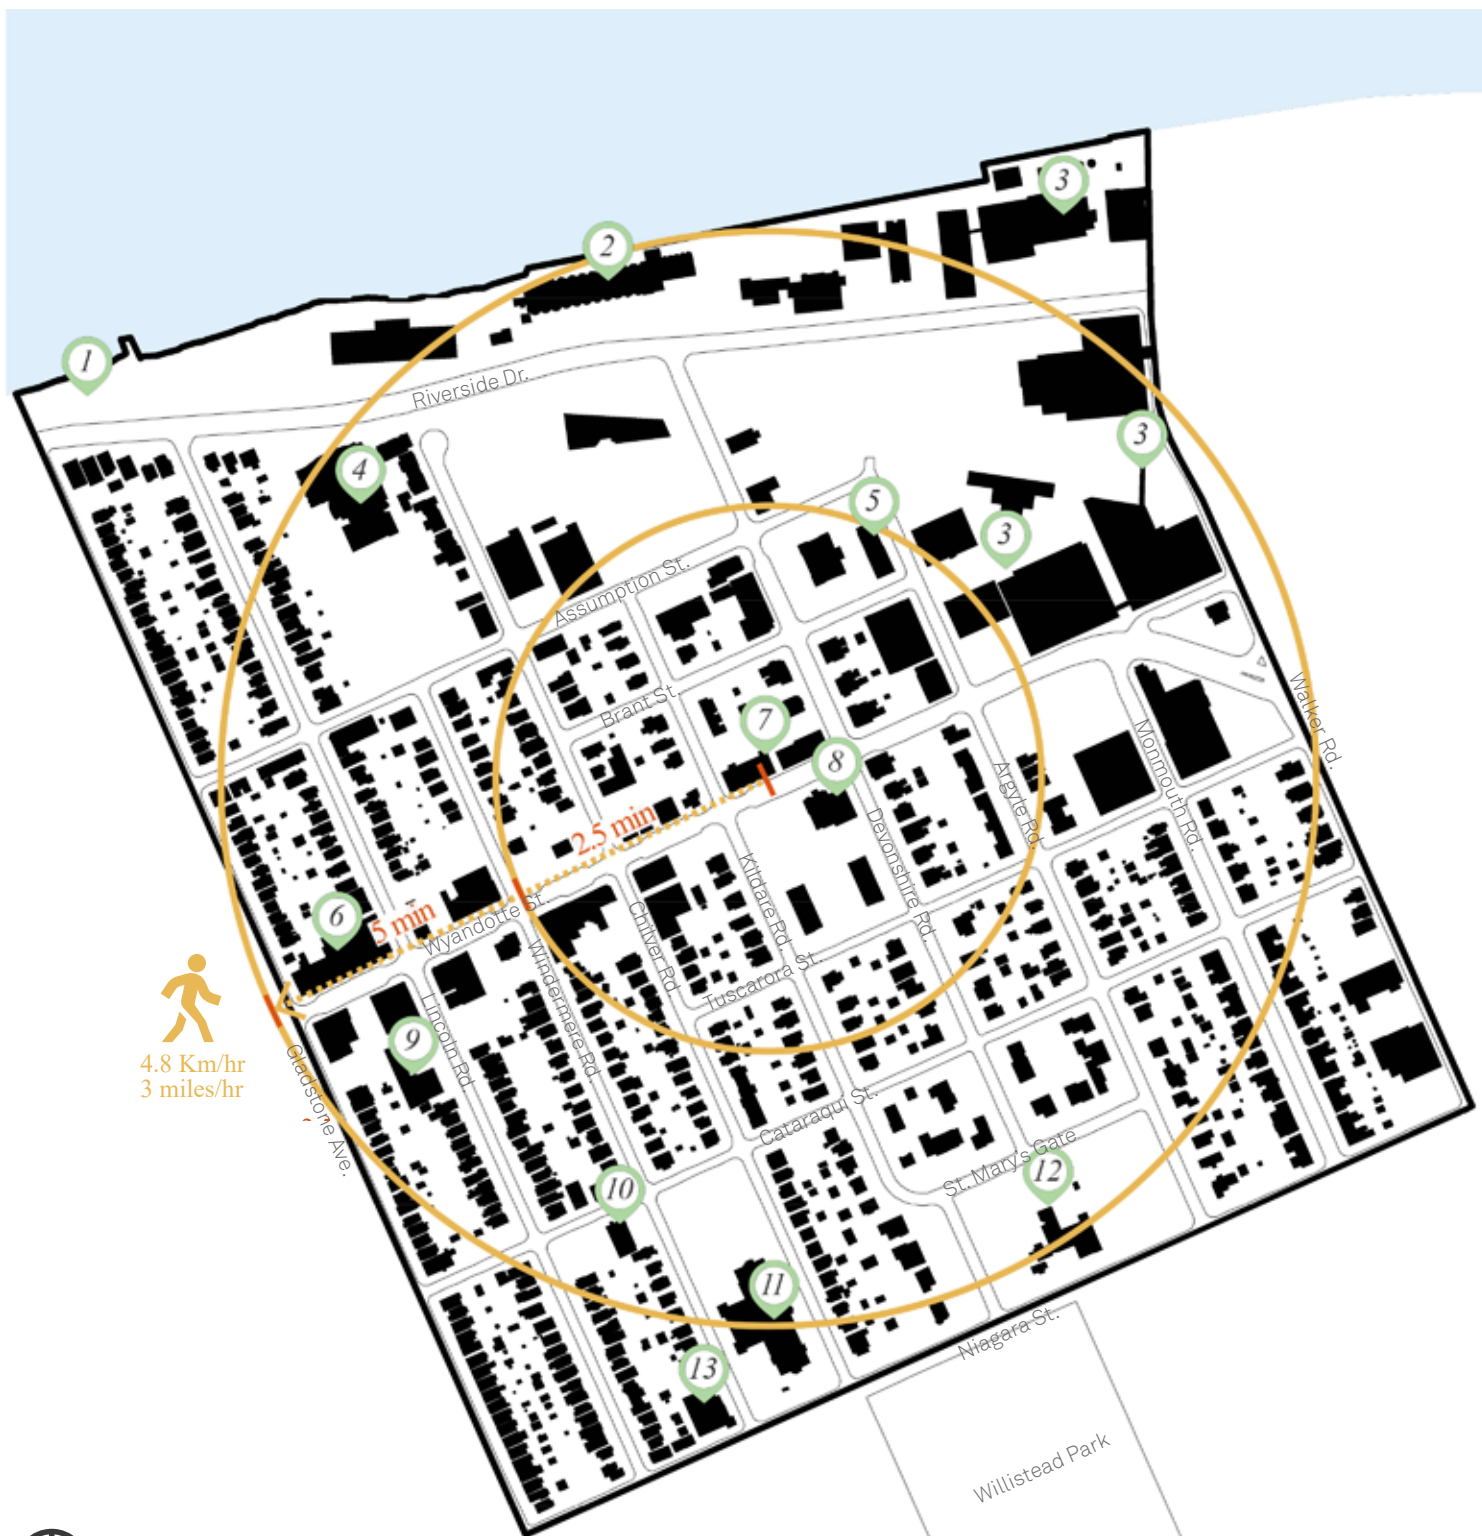 3
2
1
Riverside Dr.
3
4
5
3
Assumption St.
Brant St.
Walker Rd.
7
Monmouth Rd.
8
Argyle Rd.
2.5 min
Devonshire Rd.
Kildare Rd.
6
5 min
Wyandotte St.
Chilver Rd
Windermere Rd.
Tuscarora St.
4.8 Km/hr
3 miles/hr
9
Lincoln Rd.
Gladstone Ave.
Cataraqui St.
St. Mary's Gate
12
10
11
Niagara St.
13
Willistead Park